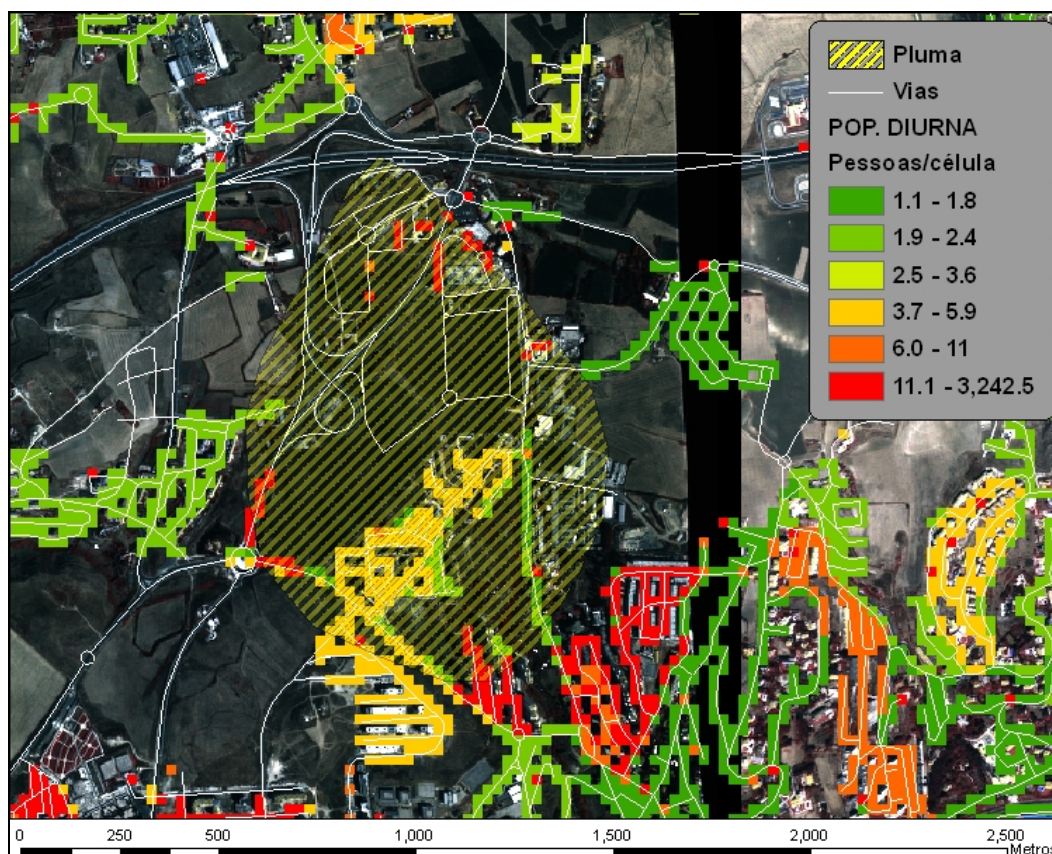 Pluma
Vias
POP. DIURNA
Pessoas/célula
1.1 - 1.8
1.9 - 2.4
2.5 - 3.6
3.7 - 5.9
6.0 - 11
11.1 - 3,242.5
0 250 500 1,000 1,500 2,000 2,500
Metros